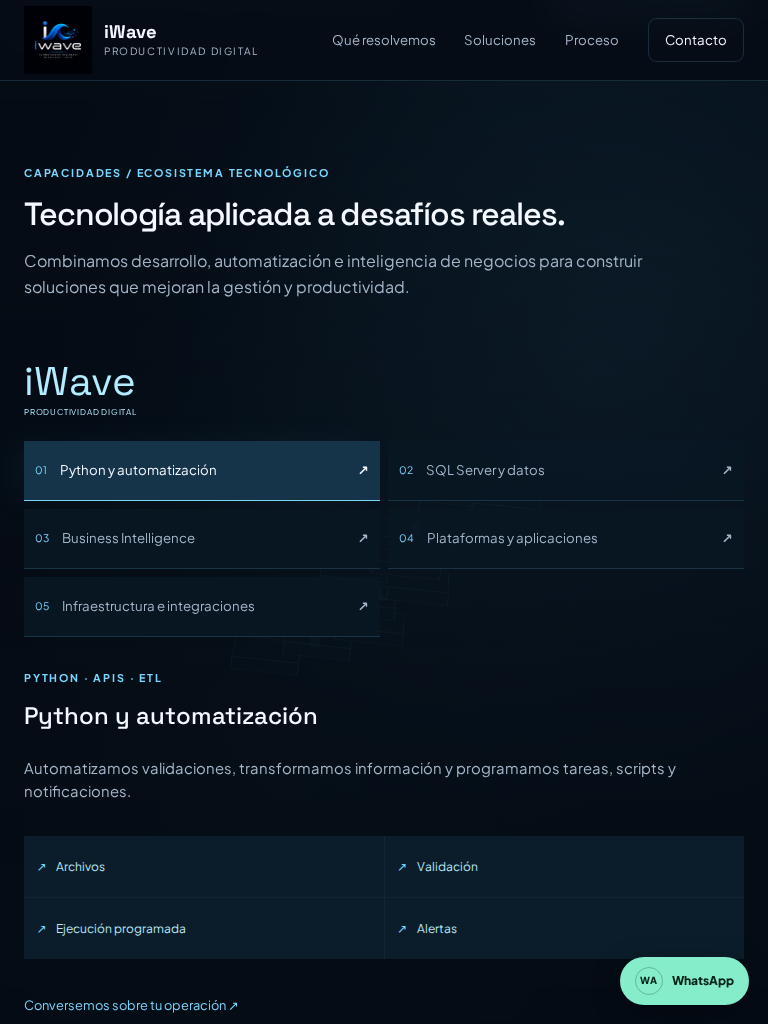 iwave
iWave
PRODUCTIVIDAD DIGITAL
Qué resolvemos
Soluciones
Proceso
Contacto
CAPACIDADES / ECOSISTEMA TECNOLÓGICO
Tecnología aplicada a desafíos reales.
Combinamos desarrollo, automatización e inteligencia de negocios para construir
soluciones que mejoran la gestión y productividad.
iWave
PRODUCTIVIDAD DIGITAL
01 Python y automatización ↗
02 SQL Server y datos ↗
03 Business Intelligence ↗
04 Plataformas y aplicaciones ↗
05 Infraestructura e integraciones ↗
PYTHON · APIS · ETL
Python y automatización
Automatizamos validaciones, transformamos información y programamos tareas, scripts y
notificaciones.
↗ Archivos
↗ Validación
↗ Ejecución programada
↗ Alertas
WA WhatsApp
Conversemos sobre tu operación ↗